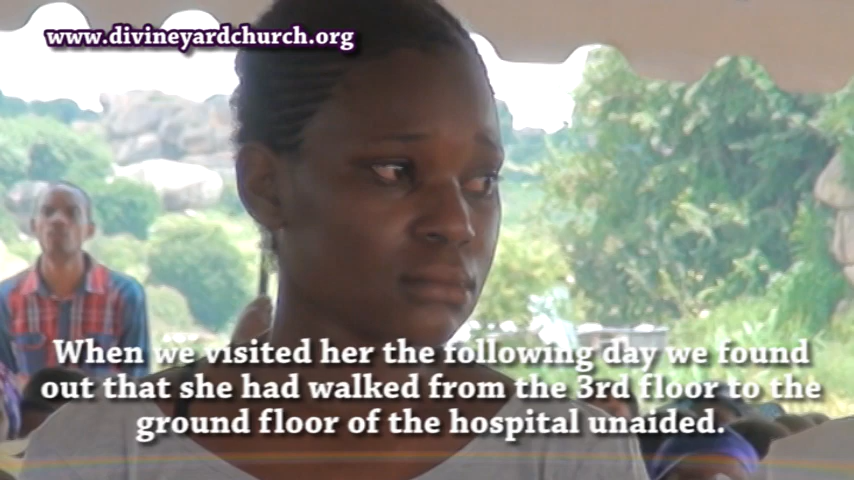 www.divineyardchurch.org
When we visited her the following day we found
out that she had walked from the 3rd floor to the
ground floor of the hospital unaided.